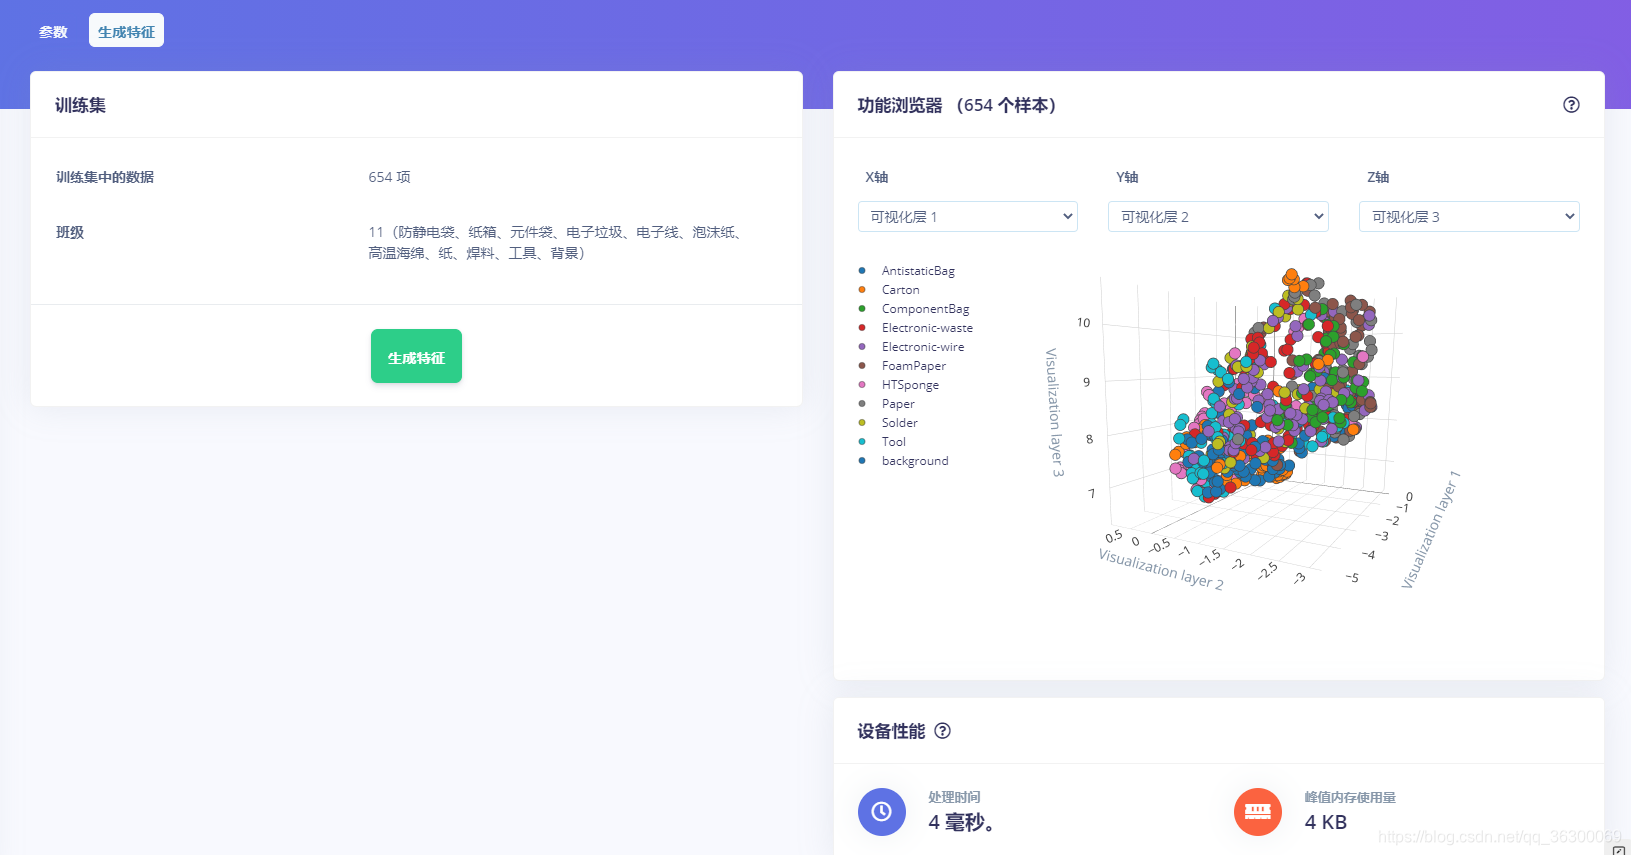 参数
生成特征
训练集
训练集中的数据
654 项
班级
11（防静电袋、纸箱、元件袋、电子垃圾、电子线、泡沫纸、
高温海绵、纸、焊料、工具、背景）
生成特征
功能浏览器 （654 个样本）
X轴
Y轴
Z轴
可视化层 1
可视化层 2
可视化层 3
AntistaticBag
Carton
ComponentBag
Electronic-waste
Electronic-wire
FoamPaper
HTSponge
Paper
Solder
Tool
background
10
9
8
7
Visualization layer 3
0.5
0
−0.5
−1
−1.5
−2
−2.5
−3
Visualization layer 2
0
−1
−2
−3
−4
−5
Visualization layer 1
设备性能
处理时间
4 毫秒。
峰值内存使用量
4 KB
https://blog.csdn.net/qq_36300069